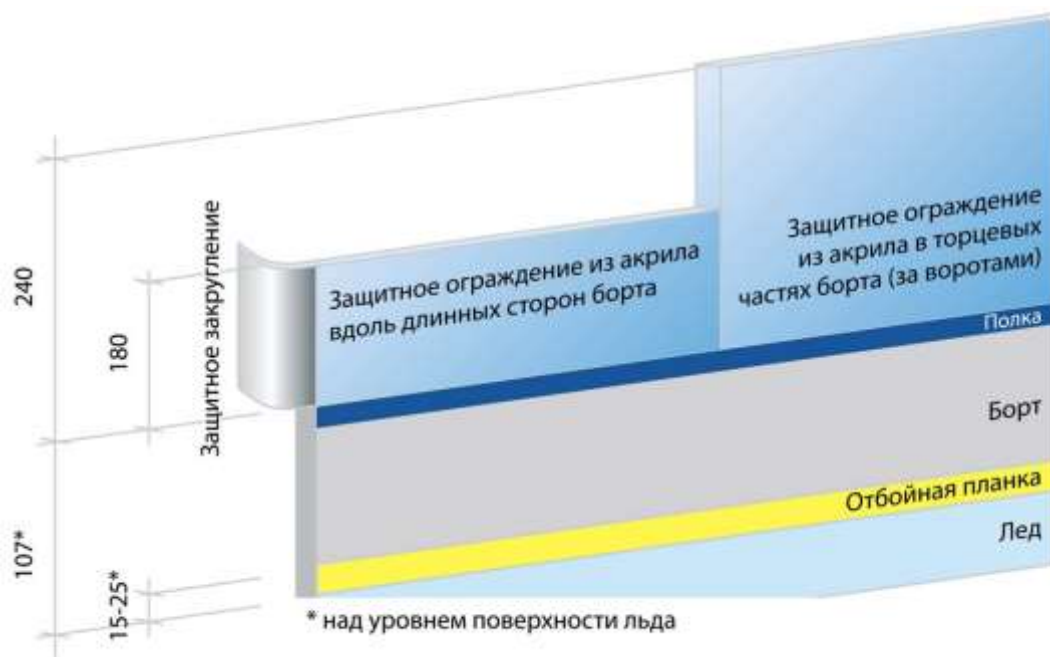 240
180
107*
15-25*
Защитное закругление
Защитное ограждение из акрила
вдоль длинных сторон борта
Защитное ограждение
из акрила в торцевых
частях борта (за воротами)
Полка
Борт
Отбойная планка
Лед
* над уровнем поверхности льда